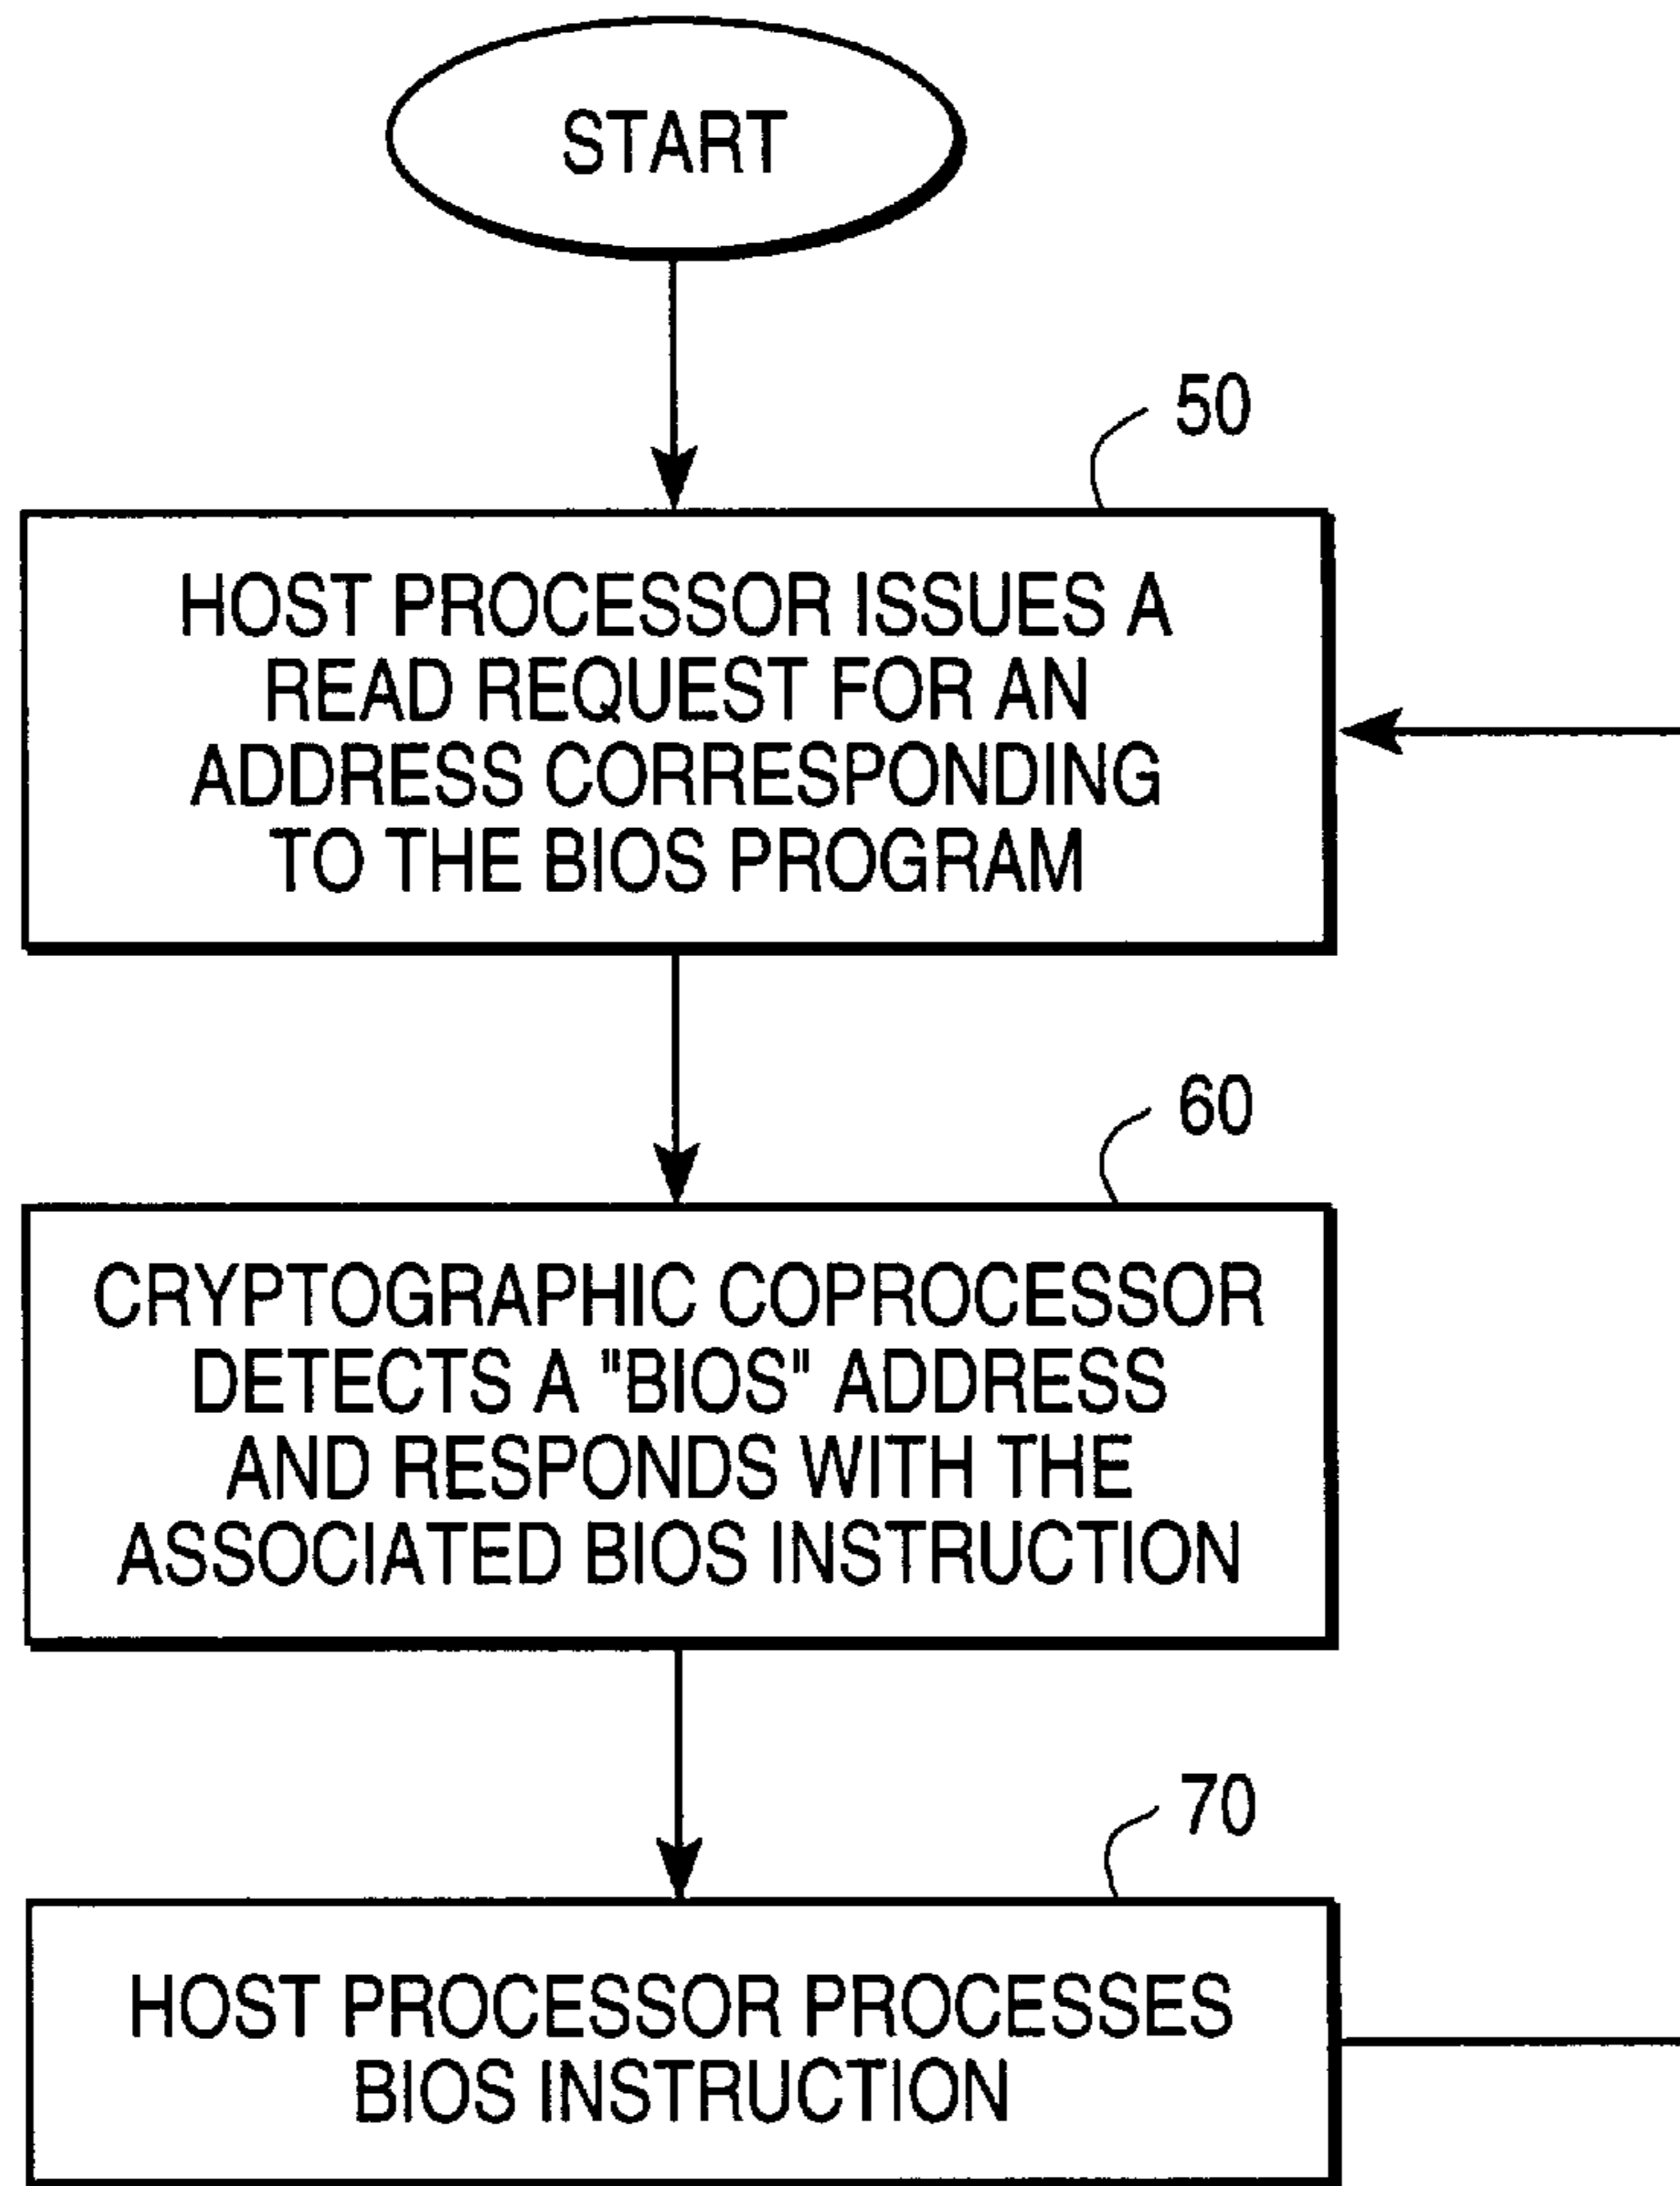 START
50
HOST PROCESSOR ISSUES A
READ REQUEST FOR AN
ADDRESS CORRESPONDING
TO THE BIOS PROGRAM
60
CRYPTOGRAPHIC COPROCESSOR
DETECTS A "BIOS" ADDRESS
AND RESPONDS WITH THE
ASSOCIATED BIOS INSTRUCTION
70
HOST PROCESSOR PROCESSES
BIOS INSTRUCTION